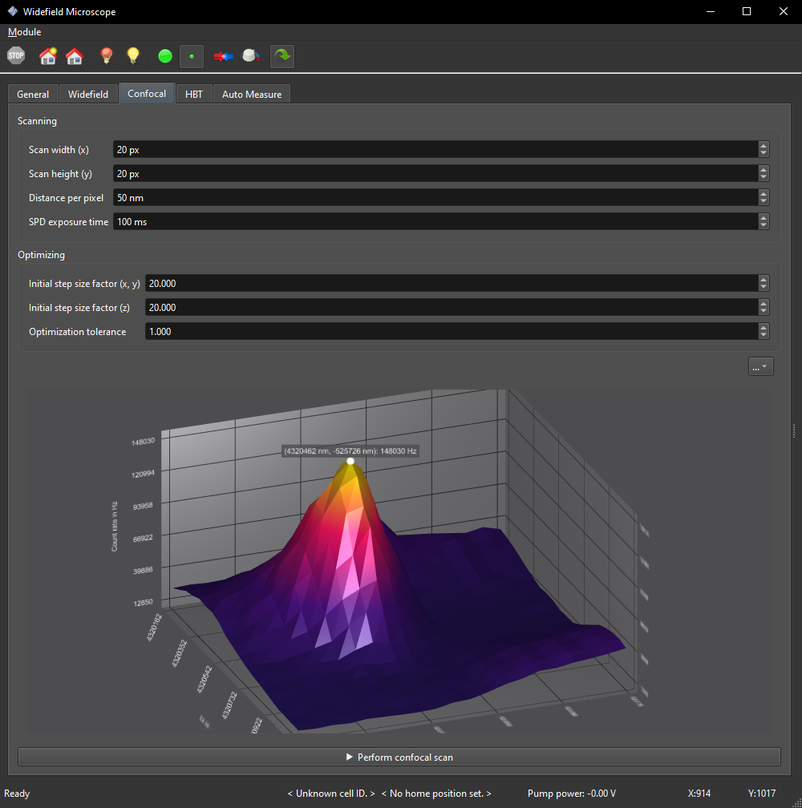 Widefield Microscope
Module
STOP
General Widefield Confocal HBT Auto Measure
Scanning
Scan width (x) 20 px
Scan height (y) 20 px
Distance per pixel 50 nm
SPD exposure time 100 ms
Optimizing
Initial step size factor (x, y) 20.000
Initial step size factor (z) 20.000
Optimization tolerance 1.000
...
(4320462 nm, -525726 nm): 148030 Hz
148030
120994
93958
66922
39886
12850
Count rate in Hz
4320162
4320352
4320542
4320732
Perform confocal scan
Ready < Unknown cell ID. > < No home position set. > Pump power: -0.00 V X:914 Y:1017